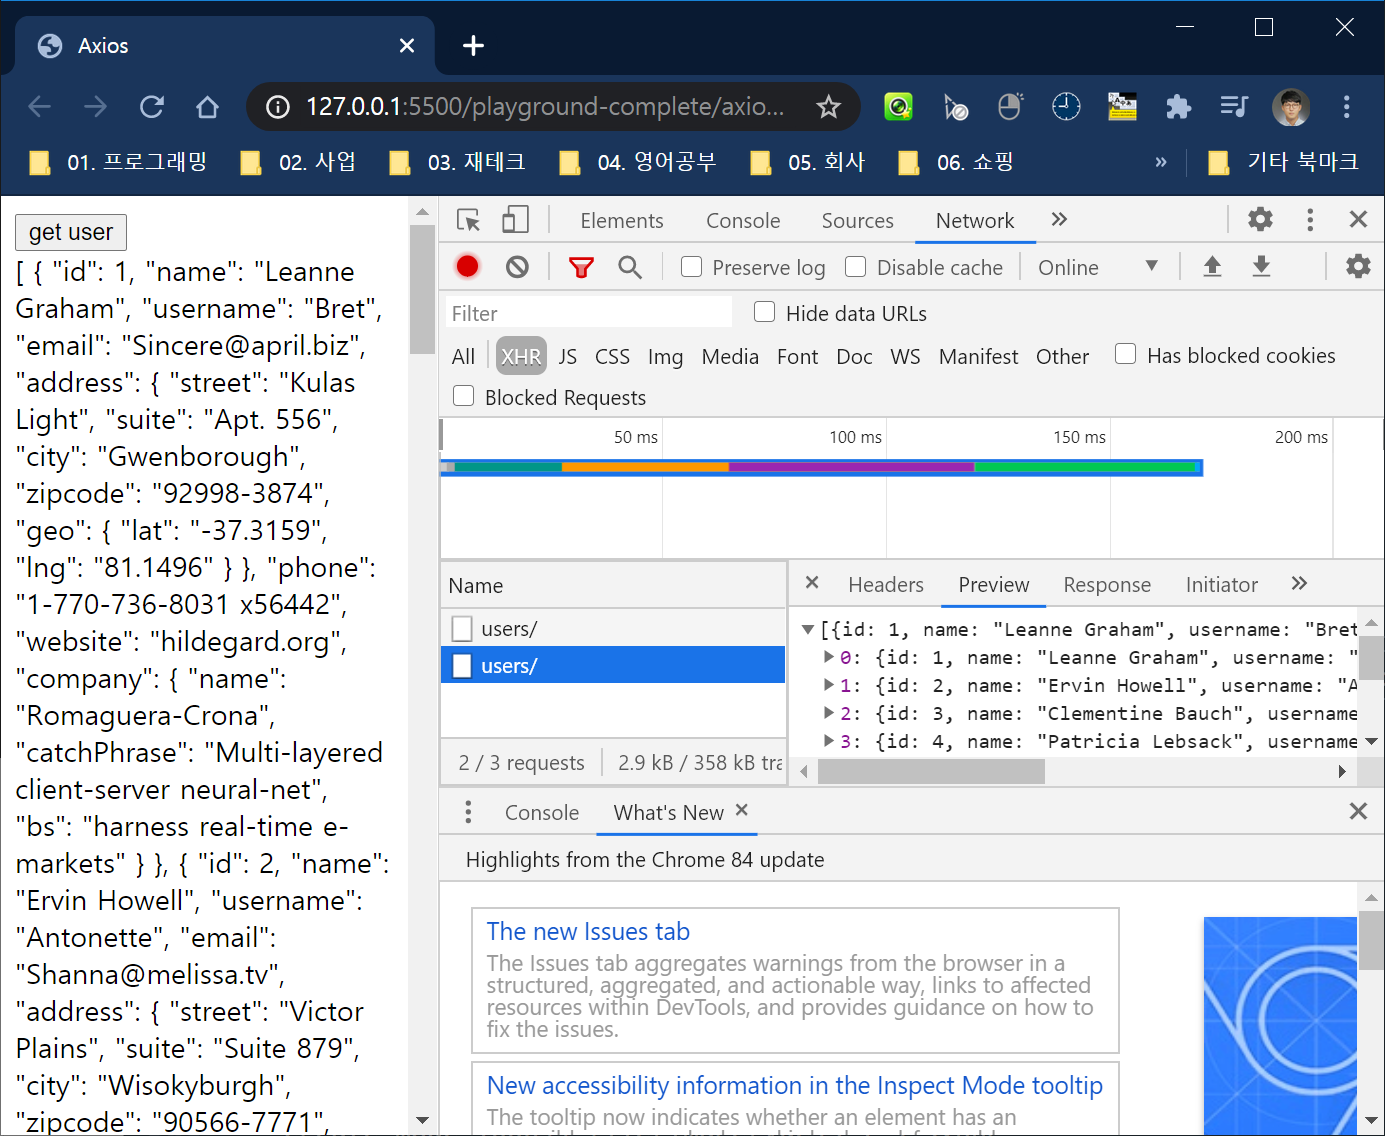 Axios
127.0.0.1:5500/playground-complete/axio...
01. 프로그래밍 02. 사업 03. 재테크 04. 영어공부 05. 회사 06. 쇼핑 » 기타 북마크
get user
[ { "id": 1, "name": "Leanne
Graham", "username": "Bret",
"email": "Sincere@april.biz",
"address": { "street": "Kulas
Light", "suite": "Apt. 556",
"city": "Gwenborough",
"zipcode": "92998-3874",
"geo": { "lat": "-37.3159",
"lng": "81.1496" } }, "phone":
"1-770-736-8031 x56442",
"website": "hildegard.org",
"company": { "name":
"Romaguera-Crona",
"catchPhrase": "Multi-layered
client-server neural-net",
"bs": "harness real-time e-
markets" } }, { "id": 2, "name":
"Ervin Howell", "username":
"Antonette", "email":
"Shanna@melissa.tv",
"address": { "street": "Victor
Plains", "suite": "Suite 879",
"city": "Wisokyburgh",
"zipcode": "90566-7771",
Elements Console Sources Network »
Preserve log Disable cache Online
Filter Hide data URLs
All XHR JS CSS Img Media Font Doc WS Manifest Other Has blocked cookies
Blocked Requests
50 ms 100 ms 150 ms 200 ms
Name
users/
users/
2 / 3 requests 2.9 kB / 358 kB tra
Headers Preview Response Initiator »
[{id: 1, name: "Leanne Graham", username: "Bret
0: {id: 1, name: "Leanne Graham", username: "
1: {id: 2, name: "Ervin Howell", username: "A
2: {id: 3, name: "Clementine Bauch", username
3: {id: 4, name: "Patricia Lebsack", username
Console What's New
Highlights from the Chrome 84 update
The new Issues tab
The Issues tab aggregates warnings from the browser in a
structured, aggregated, and actionable way, links to affected
resources within DevTools, and provides guidance on how to
fix the issues.
New accessibility information in the Inspect Mode tooltip
The tooltip now indicates whether an element has an